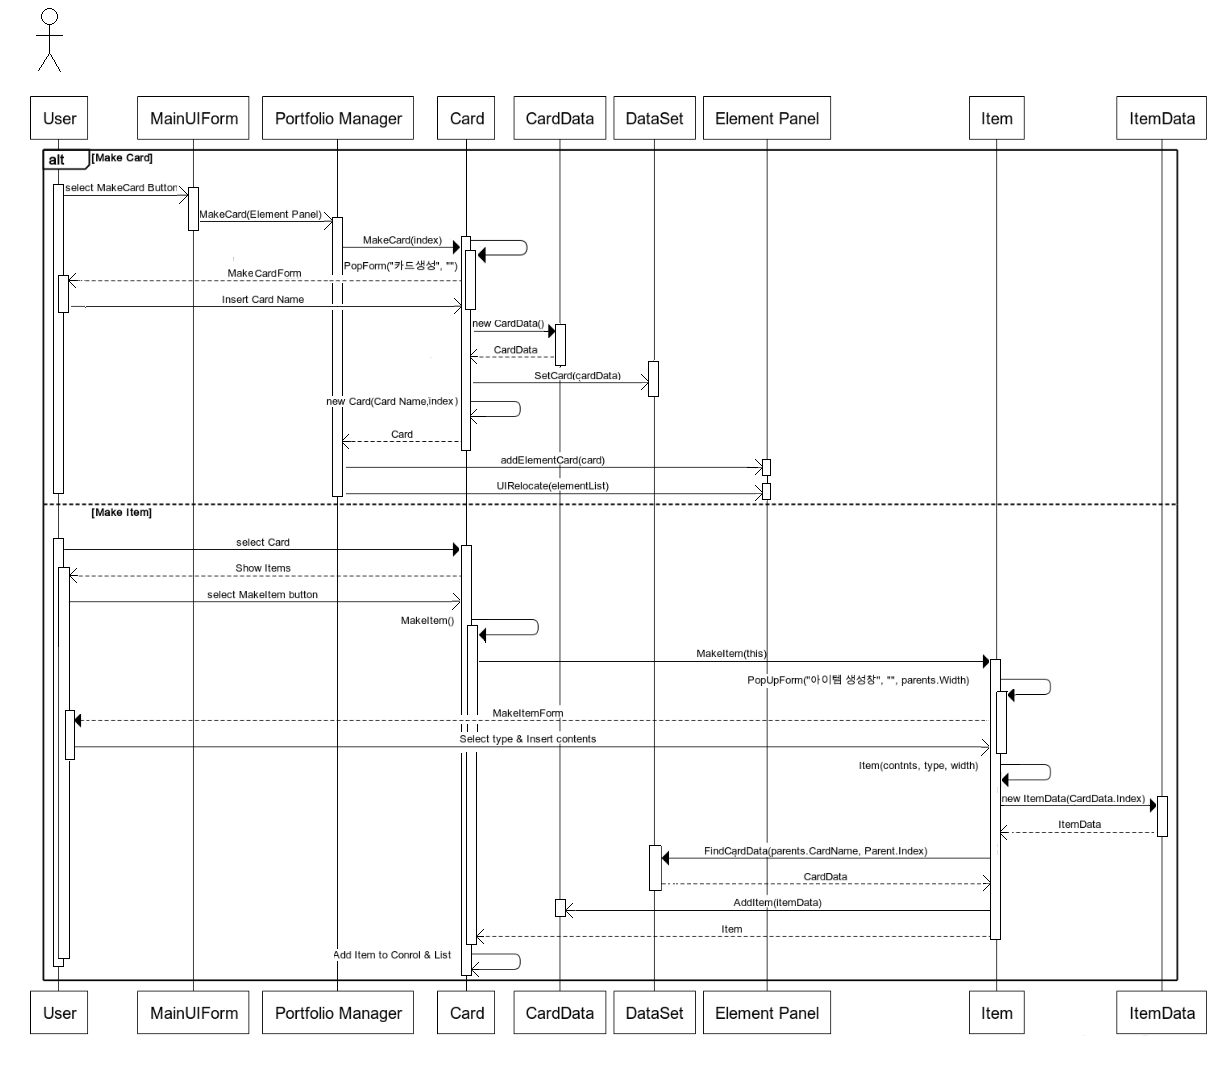 User MainUIForm Portfolio Manager Card CardData DataSet Element Panel Item ItemData
alt [Make Card]
select MakeCard Button
MakeCard(Element Panel)
MakeCard(index)
PopForm("카드생성", "")
MakeCardForm
Insert Card Name
new CardData()
CardData
SetCard(cardData)
new Card(Card Name,index)
Card
addElementCard(card)
UIRelocate(elementList)
[Make Item]
select Card
Show Items
select MakeItem button
MakeItem()
MakeItem(this)
PopUpForm("아이템 생성창", "", parents.Width)
MakeItemForm
Select type & Insert contents
Item(contnts, type, width)
new ItemData(CardData.Index)
ItemData
FindCardData(parents.CardName, Parent.Index)
CardData
AddItem(itemData)
Item
Add Item to Conrol & List
User MainUIForm Portfolio Manager Card CardData DataSet Element Panel Item ItemData